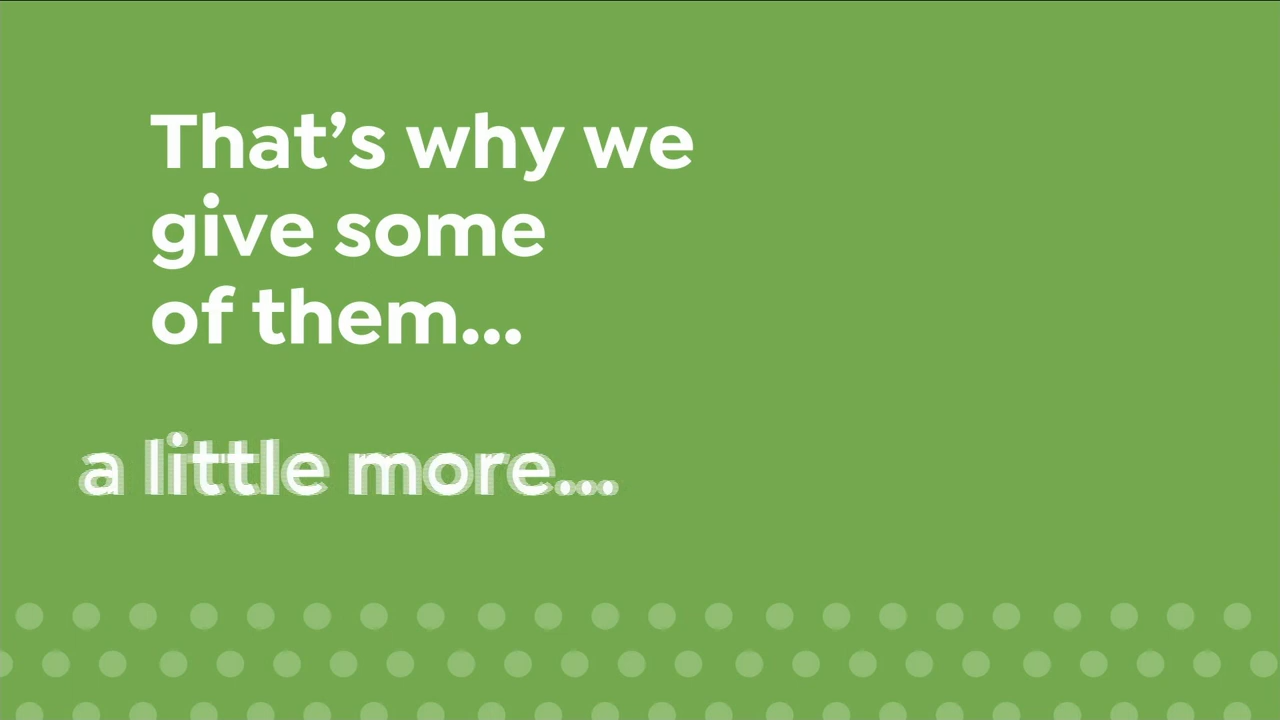 That’s why we
give some
of them...
a little more...